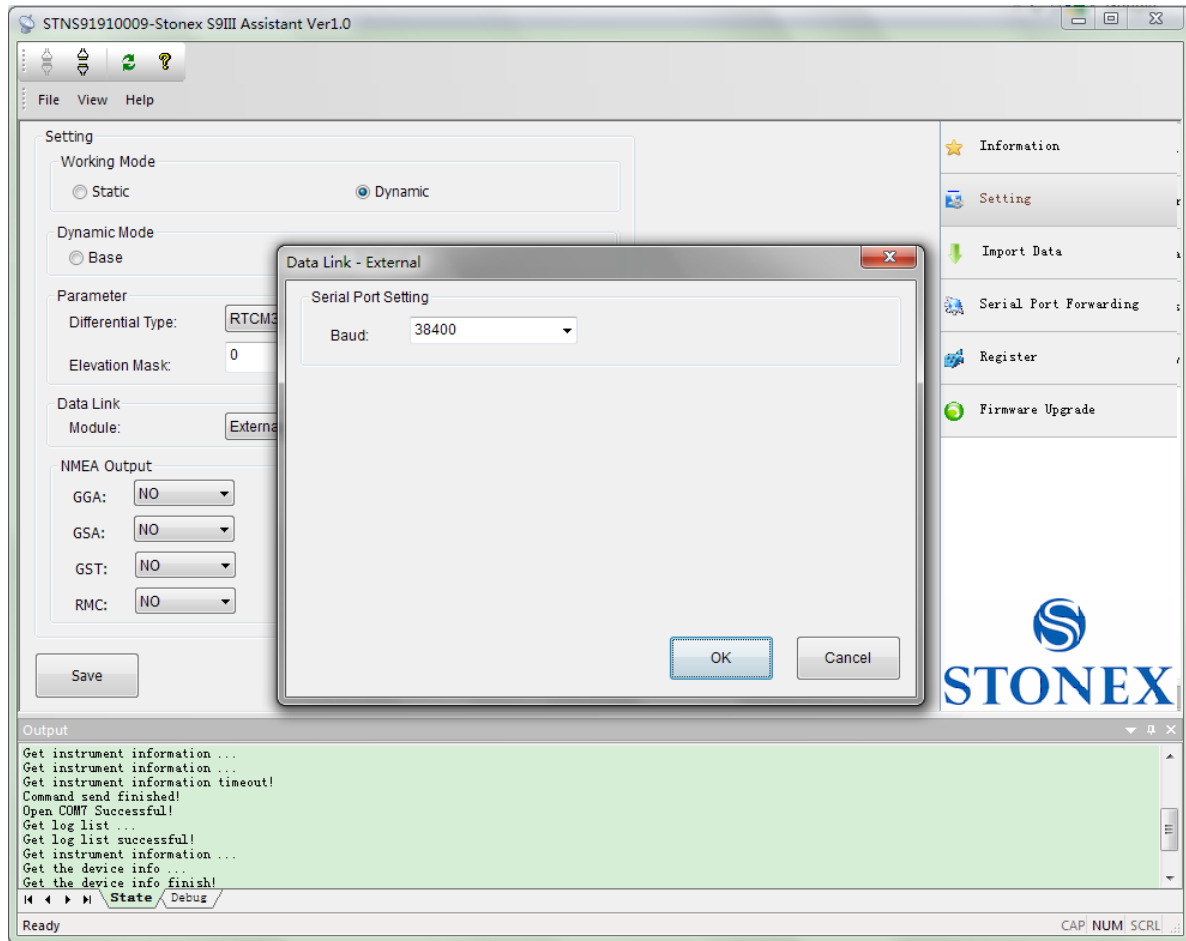 STNS91910009-Stonex S9III Assistant Ver1.0
File View Help
Setting
Working Mode
Static Dynamic
Dynamic Mode
Base
Parameter
Differential Type: RTCM3
Elevation Mask: 0
Data Link
Module: Externa
NMEA Output
GGA: NO
GSA: NO
GST: NO
RMC: NO
Save
Data Link - External
Serial Port Setting
Baud: 38400
OK Cancel
Information
Setting
Import Data
Serial Port Forwarding
Register
Firmware Upgrade
STONEX
Output
Get instrument information ...
Get instrument information ...
Get instrument information timeout!
Command send finished!
Open COM7 Successful!
Get log list ...
Get log list successful!
Get instrument information ...
Get the device info ...
Get the device info finish!
State Debug
Ready CAP NUM SCRL